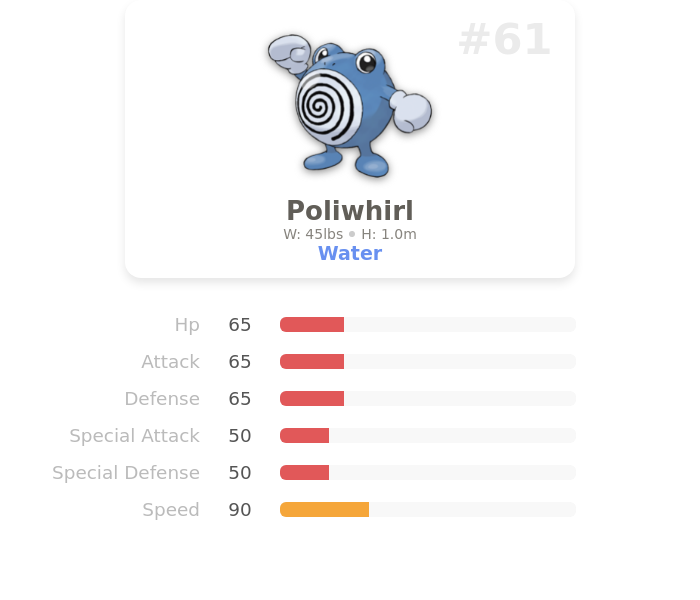 #61
Poliwhirl
W: 45lbs ● H: 1.0m
Water
Hp 65
Attack 65
Defense 65
Special Attack 50
Special Defense 50
Speed 90